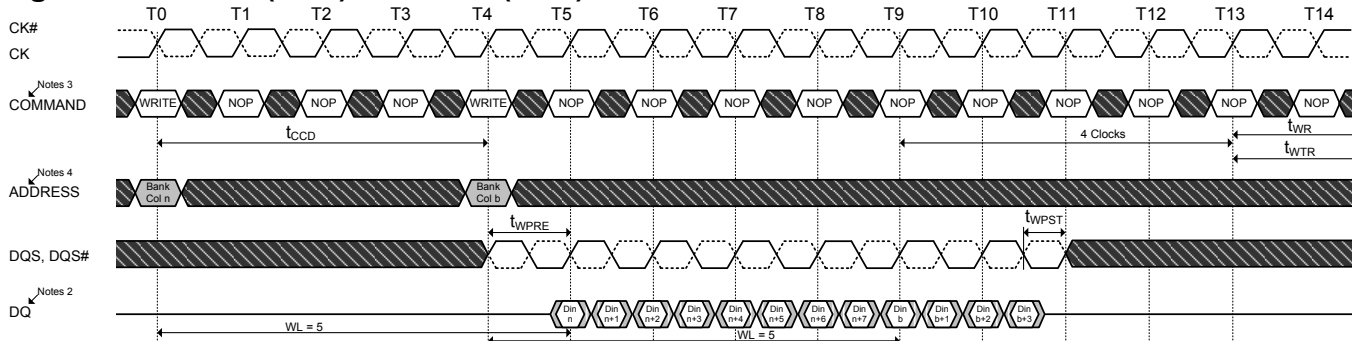 T0 T1 T2 T3 T4 T5 T6 T7 T8 T9 T10 T11 T12 T13 T14
CK#
CK
Notes 3
COMMAND WRITE NOP NOP NOP WRITE NOP NOP NOP NOP NOP NOP NOP NOP NOP NOP
tCCD 4 Clocks tWR
tWTR
Notes 4
ADDRESS
Bank Bank
Col n Col b
tWPRE tWPST
DQS, DQS#
Notes 2
DQ
Din Din Din Din Din Din Din Din Din Din Din Din
n n+1 n+2 n+3 n+4 n+5 n+6 n+7 b b+1 b+2 b+3
WL = 5 WL = 5